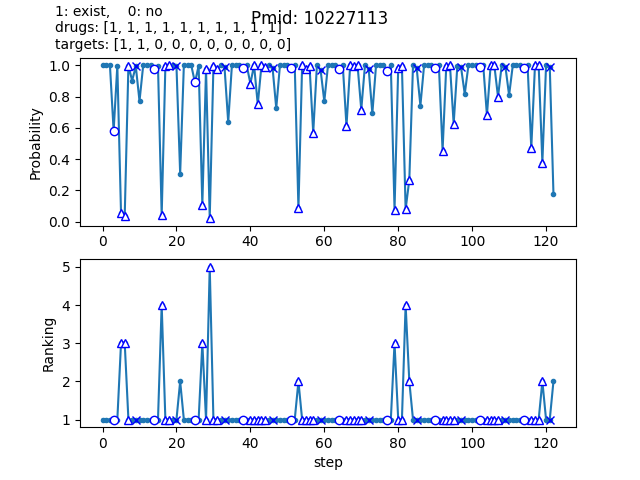 Pmid: 10227113
1: exist,    0: no
drugs: [1, 1, 1, 1, 1, 1, 1, 1, 1, 1]
targets: [1, 1, 0, 0, 0, 0, 0, 0, 0, 0]
Probability
1.0
0.8
0.6
0.4
0.2
0.0
0 20 40 60 80 100 120
Ranking
5
4
3
2
1
0 20 40 60 80 100 120
step